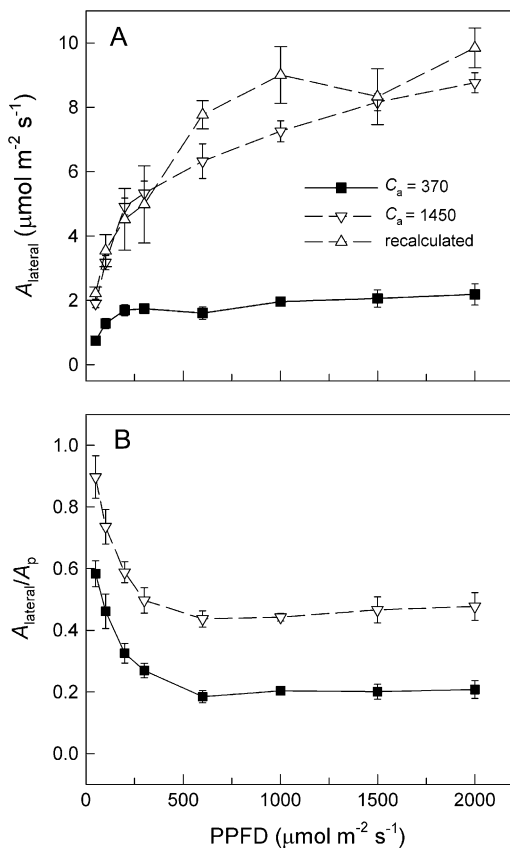 A
10
8
6
4
2
0
A_lateral (μmol m⁻² s⁻¹)
C_a = 370
C_a = 1450
recalculated
B
1.0
0.8
0.6
0.4
0.2
0.0
A_lateral/A_p
0 500 1000 1500 2000
PPFD (μmol m⁻² s⁻¹)